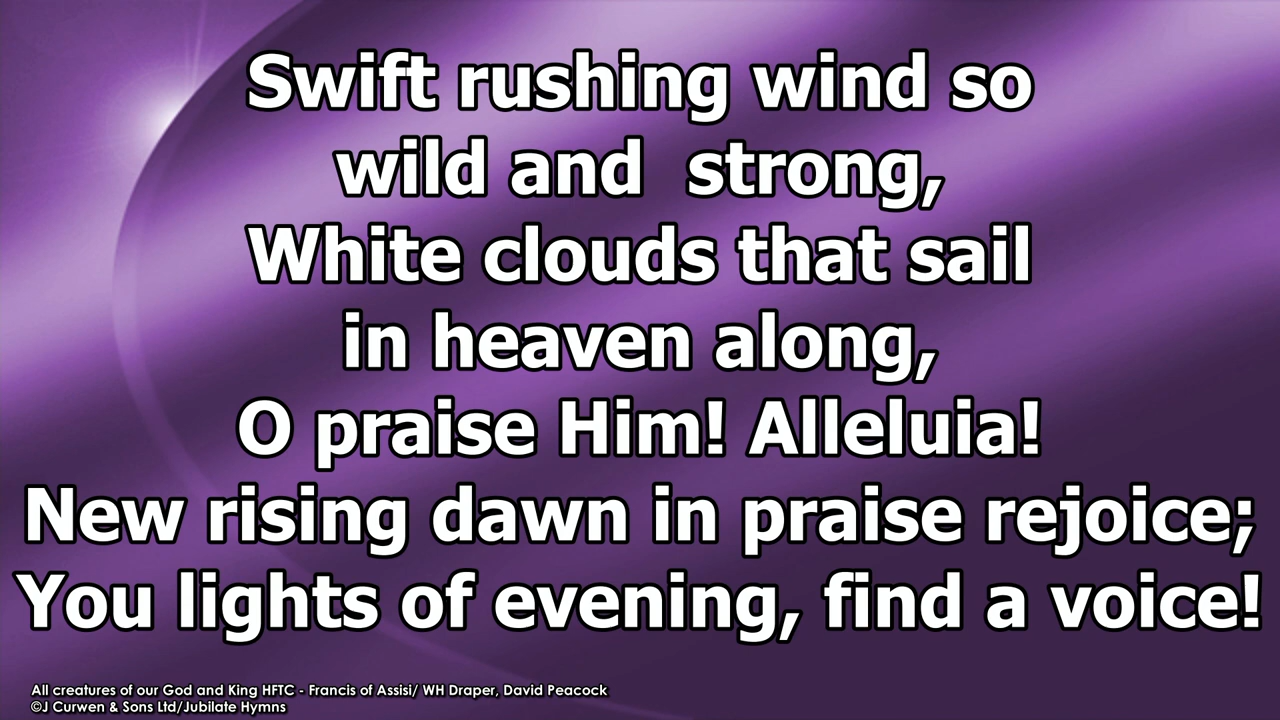 Swift rushing wind so
wild and  strong,
White clouds that sail
in heaven along,
O praise Him! Alleluia!
New rising dawn in praise rejoice;
You lights of evening, find a voice!
All creatures of our God and King HFTC - Francis of Assisi/ WH Draper, David Peacock
©J Curwen & Sons Ltd/Jubilate Hymns